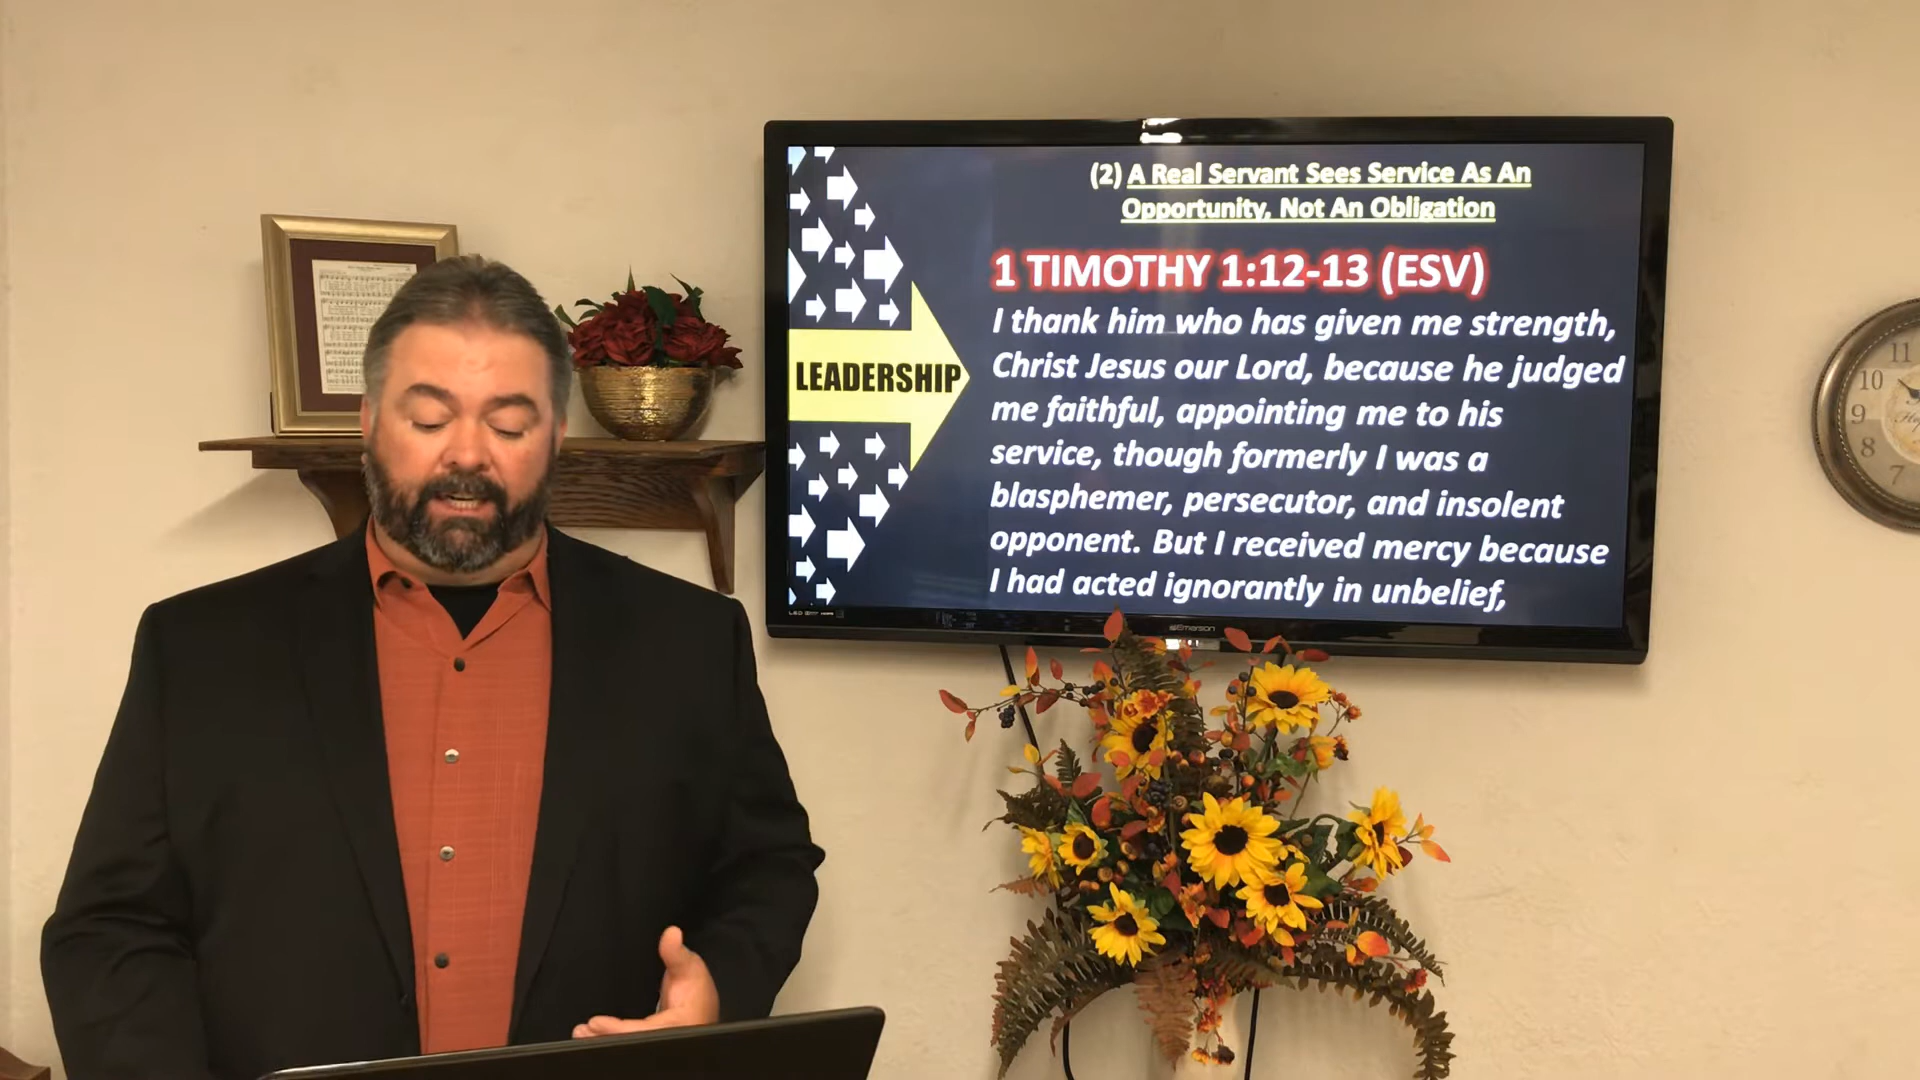 (2) A Real Servant Sees Service As An
Opportunity, Not An Obligation
1 TIMOTHY 1:12-13 (ESV)
I thank him who has given me strength,
Christ Jesus our Lord, because he judged
me faithful, appointing me to his
service, though formerly I was a
blasphemer, persecutor, and insolent
opponent. But I received mercy because
I had acted ignorantly in unbelief,
LEADERSHIP
Emerson
11
10
9
8
7